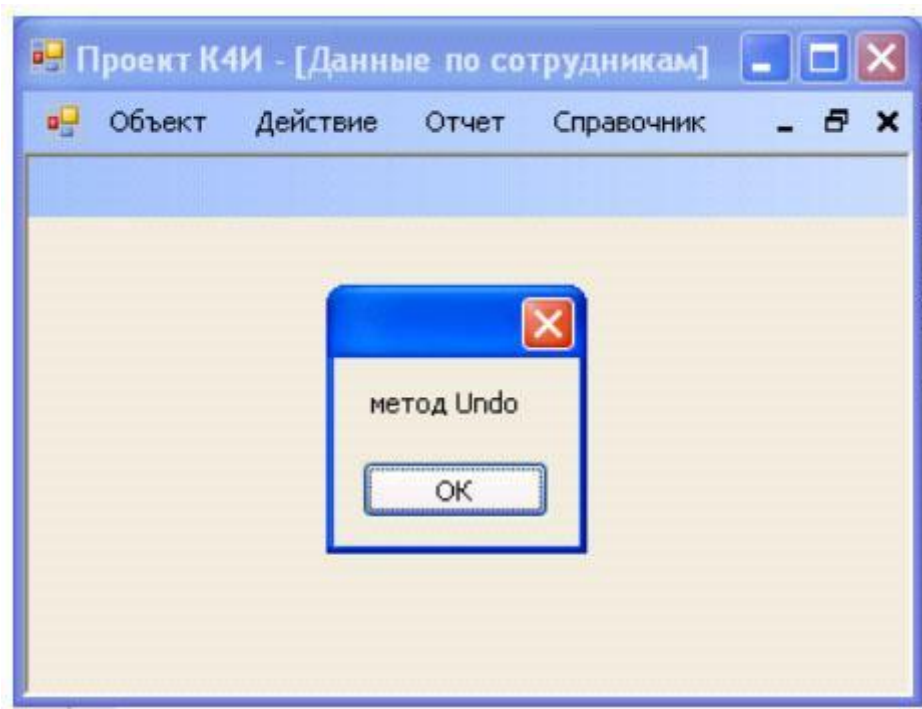 Проект К4И - [Данные по сотрудникам]
Объект Действие Отчет Справочник
метод Undo
OK